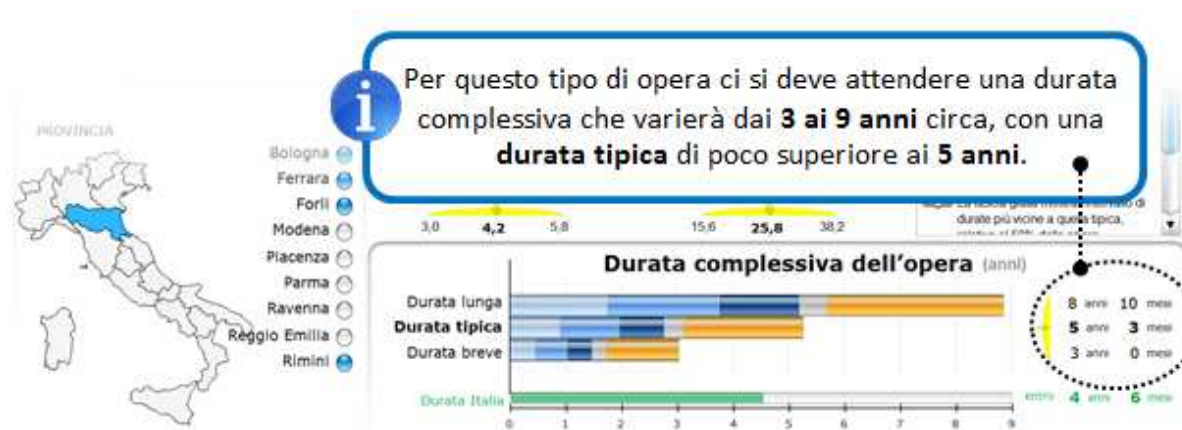 Per questo tipo di opera ci si deve attendere una durata
complessiva che varierà dai 3 ai 9 anni circa, con una
durata tipica di poco superiore ai 5 anni.
PROVINCIA
Bologna
Ferrara
Forlì
Modena
Piacenza
Parma
Ravenna
Reggio Emilia
Rimini
3,0 4,2 5,8
15,6 25,8 38,2
durate più vicine a quella tipica,
Durata complessiva dell'opera (anni)
Durata lunga
Durata tipica
Durata breve
Durata Italia
8 anni 10 mesi
5 anni 3 mesi
3 anni 0 mesi
entro 4 anni 6 mesi
0 1 2 3 4 5 6 7 8 9